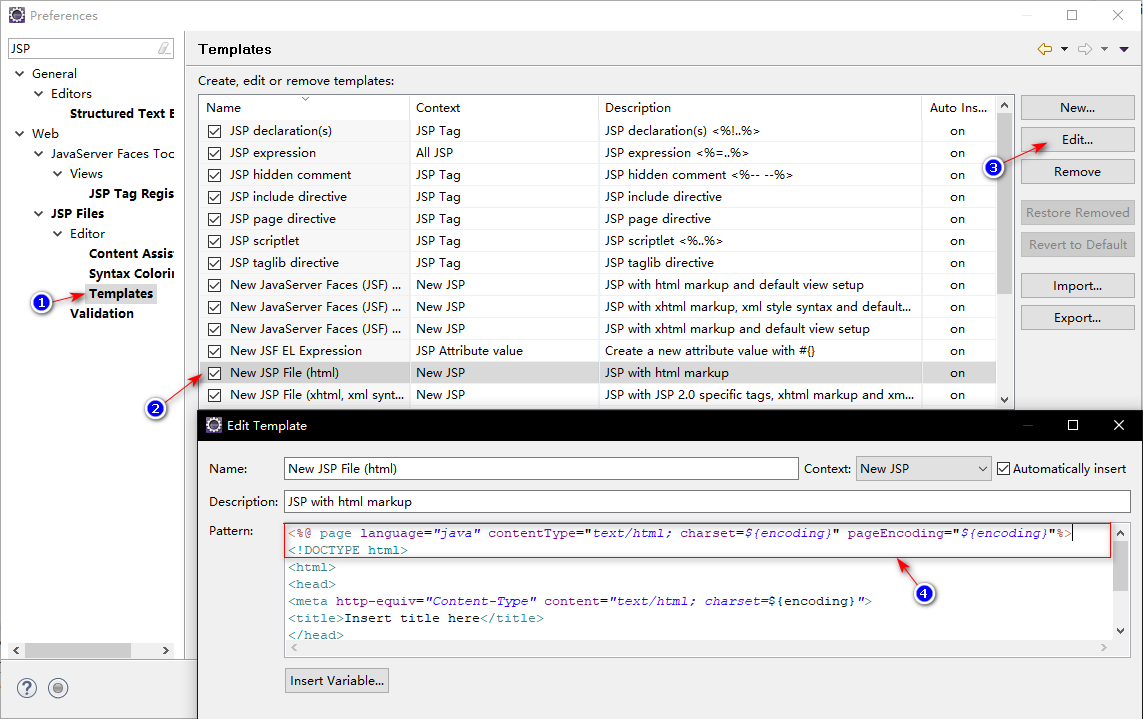 Preferences
JSP
General
Editors
Structured Text E
Web
JavaServer Faces Toc
Views
JSP Tag Regis
JSP Files
Editor
Content Assis
Syntax Colorin
Templates
Validation
1
Templates
Create, edit or remove templates:
Name Context Description Auto Ins...
JSP declaration(s) JSP Tag JSP declaration(s) <%!..%> on
JSP expression All JSP JSP expression <%=..%> on
JSP hidden comment JSP Tag JSP hidden comment <%-- --%> on
JSP include directive JSP Tag JSP include directive on
JSP page directive JSP Tag JSP page directive on
JSP scriptlet JSP Tag JSP scriptlet <%..%> on
JSP taglib directive JSP Tag JSP taglib directive on
New JavaServer Faces (JSF) ... New JSP JSP with html markup and default view setup on
New JavaServer Faces (JSF) ... New JSP JSP with xhtml markup, xml style syntax and default... on
New JavaServer Faces (JSF) ... New JSP JSP with xhtml markup and default view setup on
New JSF EL Expression JSP Attribute value Create a new attribute value with #{} on
New JSP File (html) New JSP JSP with html markup on
New JSP File (xhtml, xml synt... New JSP JSP with JSP 2.0 specific tags, xhtml markup and xm... on
2
New...
Edit...
3
Remove
Restore Removed
Revert to Default
Import...
Export...
Edit Template
Name: New JSP File (html) Context: New JSP Automatically insert
Description: JSP with html markup
Pattern:
<%@ page language="java" contentType="text/html; charset=${encoding}" pageEncoding="${encoding}"%>
<!DOCTYPE html>
<html>
<head>
<meta http-equiv="Content-Type" content="text/html; charset=${encoding}">
<title>Insert title here</title>
</head>
4
Insert Variable...
?